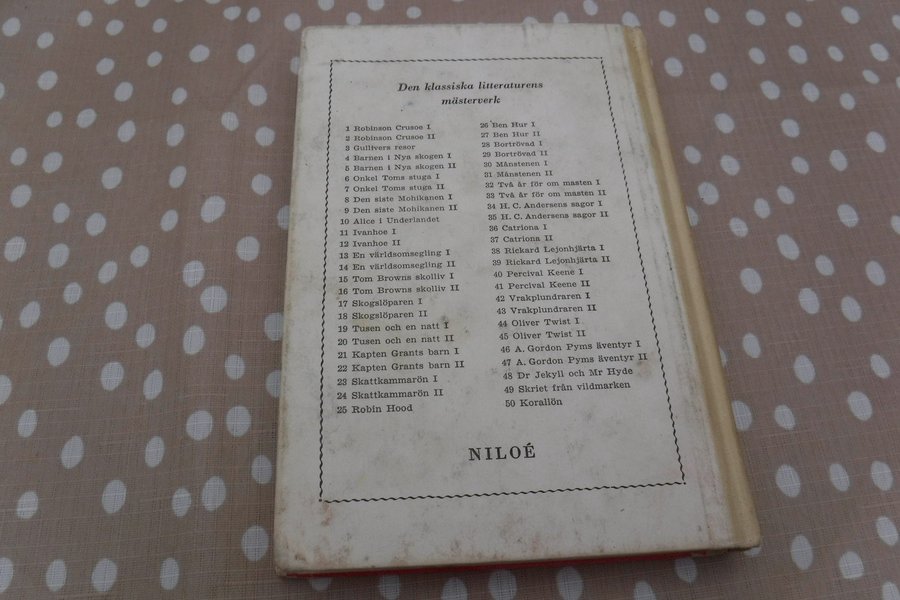 Den klassiska litteraturens
mästerverk
1 Robinson Crusoe I
2 Robinson Crusoe II
3 Gullivers resor
4 Barnen i Nya skogen I
5 Barnen i Nya skogen II
6 Onkel Toms stuga I
7 Onkel Toms stuga II
8 Den siste Mohikanen I
9 Den siste Mohikanen II
10 Alice i Underlandet
11 Ivanhoe I
12 Ivanhoe II
13 En världsomsegling I
14 En världsomsegling II
15 Tom Browns skolliv I
16 Tom Browns skolliv II
17 Skogslöparen I
18 Skogslöparen II
19 Tusen och en natt I
20 Tusen och en natt II
21 Kapten Grants barn I
22 Kapten Grants barn II
23 Skattkammarön I
24 Skattkammarön II
25 Robin Hood
26 Ben Hur I
27 Ben Hur II
28 Bortrövad I
29 Bortrövad II
30 Månstenen I
31 Månstenen II
32 Två år för om masten I
33 Två år för om masten II
34 H. C. Andersens sagor I
35 H. C. Andersens sagor II
36 Catriona I
37 Catriona II
38 Rickard Lejonhjärta I
39 Rickard Lejonhjärta II
40 Percival Keene I
41 Percival Keene II
42 Vrakplundraren I
43 Vrakplundraren II
44 Oliver Twist I
45 Oliver Twist II
46 A. Gordon Pyms äventyr I
47 A. Gordon Pyms äventyr II
48 Dr Jekyll och Mr Hyde
49 Skriet från vildmarken
50 Korallön
NILOÉ